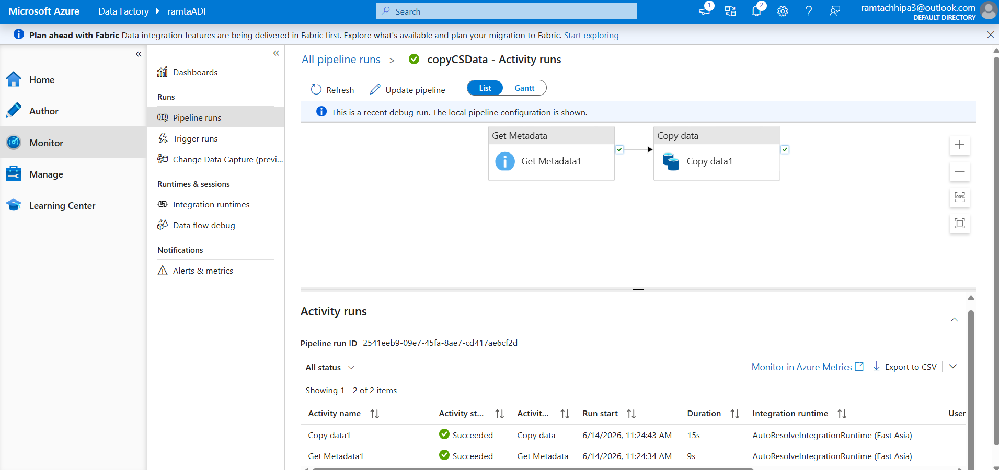 Microsoft Azure
Data Factory
ramtaADF
Search
1
2
ramtachhipa3@outlook.com
DEFAULT DIRECTORY
Plan ahead with Fabric Data integration features are being delivered in Fabric first. Explore what's available and plan your migration to Fabric. Start exploring
Home
Author
Monitor
Manage
Learning Center
Dashboards
Runs
Pipeline runs
Trigger runs
Change Data Capture (previ...
Runtimes & sessions
Integration runtimes
Data flow debug
Notifications
Alerts & metrics
All pipeline runs > copyCSData - Activity runs
Refresh
Update pipeline
List
Gantt
This is a recent debug run. The local pipeline configuration is shown.
Get Metadata
Get Metadata1
Copy data
Copy data1
100%
Activity runs
Pipeline run ID 2541eeb9-09e7-45fa-8ae7-cd417ae6cf2d
All status
Monitor in Azure Metrics
Export to CSV
Showing 1 - 2 of 2 items
Activity name Activity st... Activit... Run start Duration Integration runtime User
Copy data1 Succeeded Copy data 6/14/2026, 11:24:43 AM 15s AutoResolveIntegrationRuntime (East Asia)
Get Metadata1 Succeeded Get Metadata 6/14/2026, 11:24:34 AM 9s AutoResolveIntegrationRuntime (East Asia)